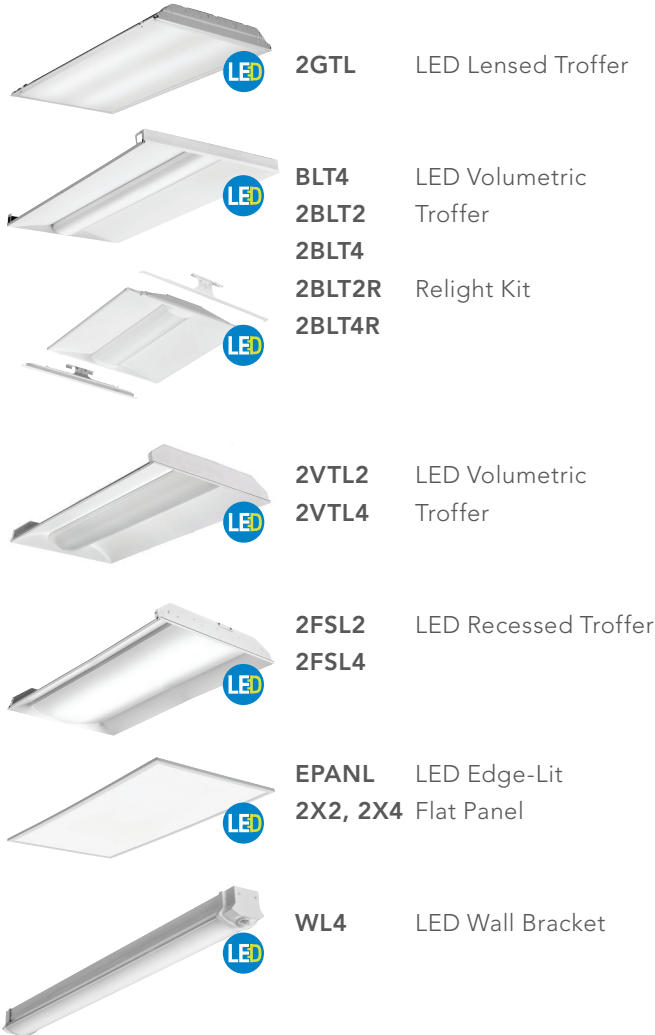 LED
2GTL LED Lensed Troffer
LED
BLT4 LED Volumetric
2BLT2 Troffer
2BLT4
2BLT2R Relight Kit
2BLT4R
LED
2VTL2 LED Volumetric
2VTL4 Troffer
LED
2FSL2 LED Recessed Troffer
2FSL4
LED
EPANL LED Edge-Lit
2X2, 2X4 Flat Panel
LED
WL4 LED Wall Bracket
LED